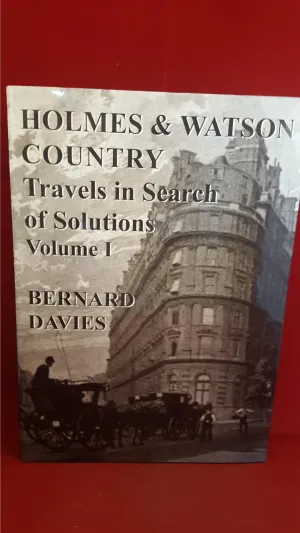 HOLMES & WATSON
COUNTRY
Travels in Search
of Solutions
Volume I
BERNARD
DAVIES